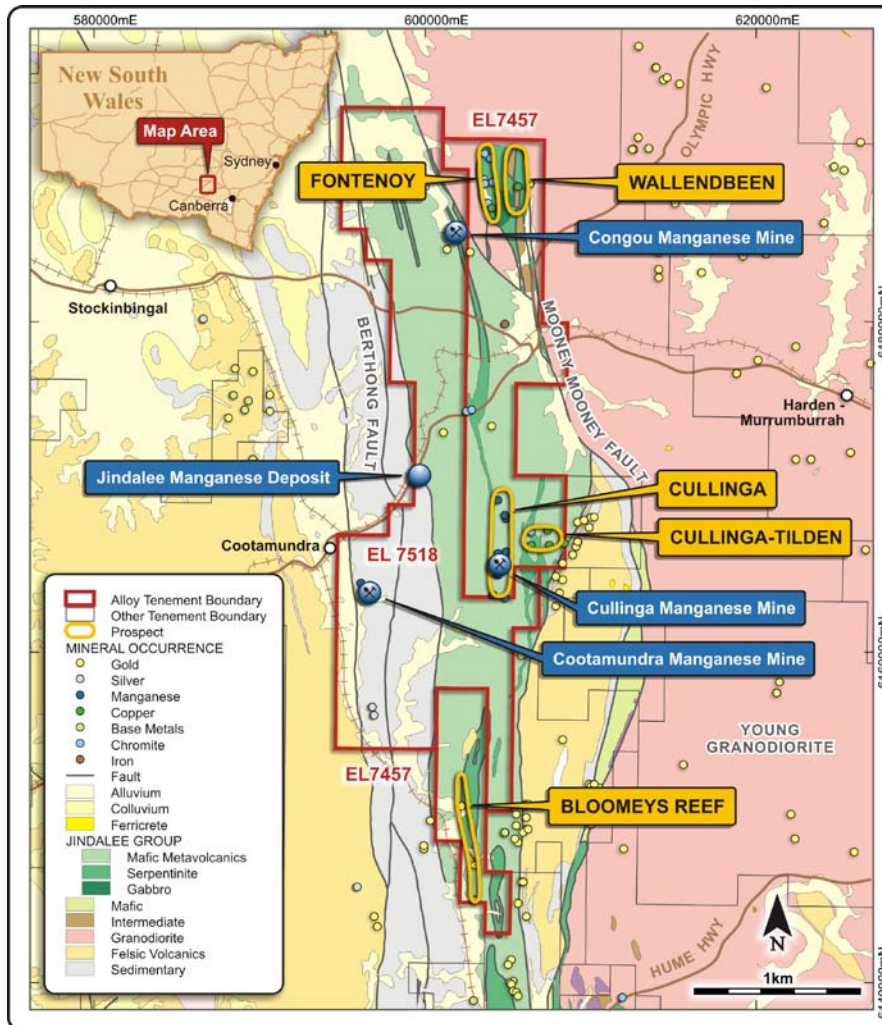 580000mE
600000mE
620000mE
New South
Wales
Map Area
Sydney
Canberra
EL7457
OLYMPIC HWY
FONTENOY
WALLENDBEEN
Congou Manganese Mine
Stockinbingal
6180000mN
BERTHONG FAULT
MOONEY MOONEY FAULT
Harden -
Murrumburrah
Jindalee Manganese Deposit
CULLINGA
CULLINGA-TILDEN
Cootamundra
EL 7518
Cullinga Manganese Mine
Cootamundra Manganese Mine
6160000mN
YOUNG
GRANODIORITE
EL7457
BLOOMEYS REEF
Alloy Tenement Boundary
Other Tenement Boundary
Prospect
MINERAL OCCURRENCE
Gold
Silver
Manganese
Copper
Base Metals
Chromite
Iron
Fault
Alluvium
Colluvium
Ferricrete
JINDALEE GROUP
Mafic Metavolcanics
Serpentinite
Gabbro
Mafic
Intermediate
Granodiorite
Felsic Volcanics
Sedimentary
N
HUME HWY
1km
6140000mN